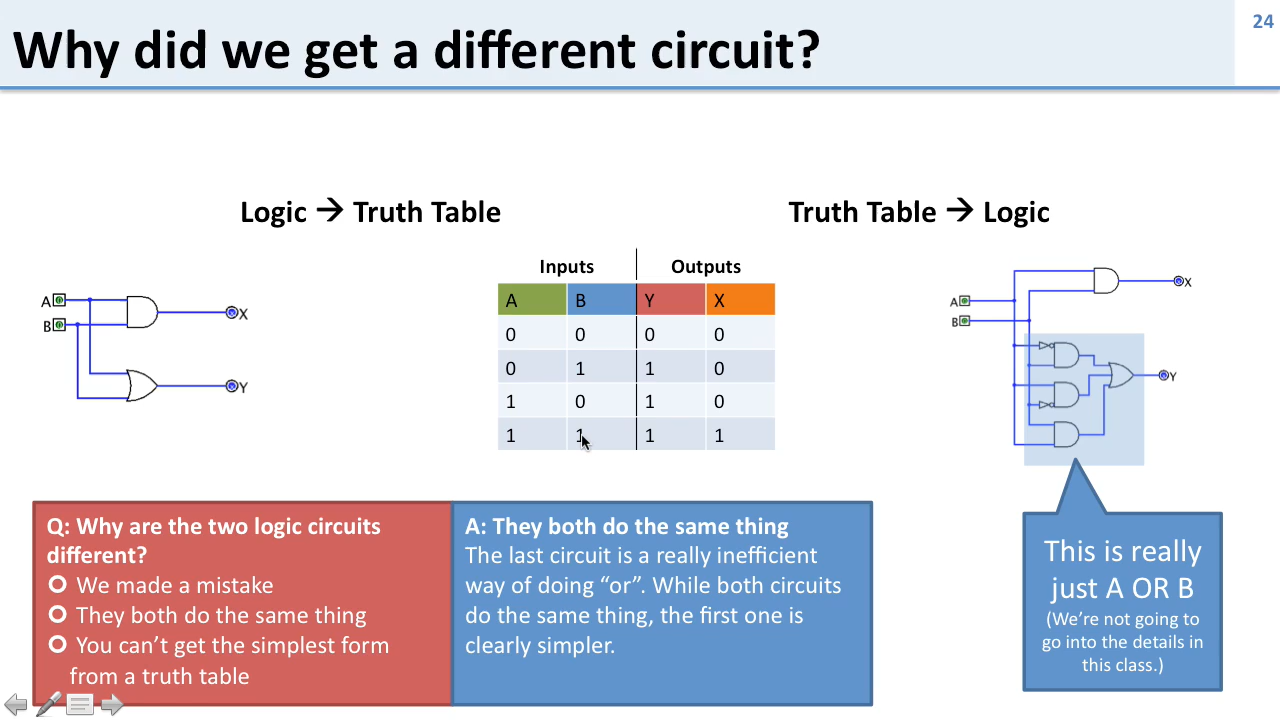 24
Why did we get a different circuit?
Logic → Truth Table
Truth Table → Logic
Inputs Outputs
A B Y X
0 0 0 0
0 1 1 0
1 0 1 0
1 1 1 1
A
B
X
Y
A
B
X
Y
Q: Why are the two logic circuits
different?
We made a mistake
They both do the same thing
You can’t get the simplest form
from a truth table
A: They both do the same thing
The last circuit is a really inefficient
way of doing “or”. While both circuits
do the same thing, the first one is
clearly simpler.
This is really
just A OR B
(We’re not going to
go into the details in
this class.)